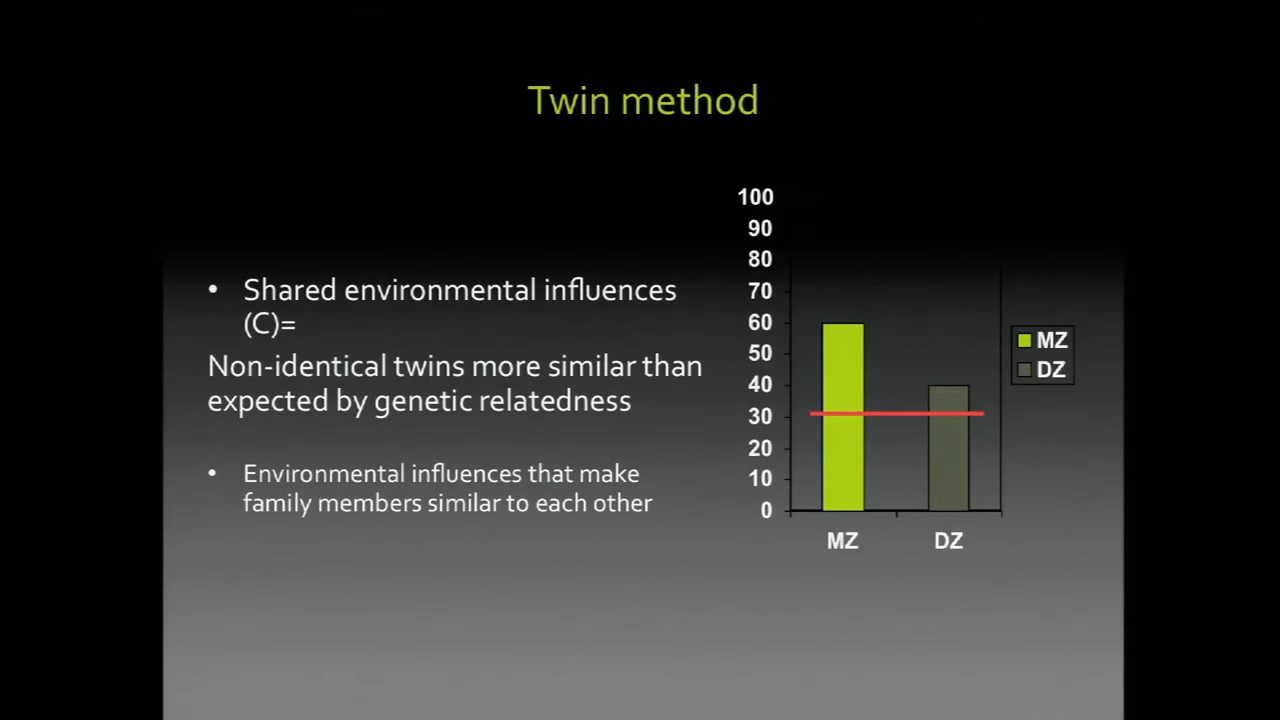 Twin method
• Shared environmental influences
(C)=
Non-identical twins more similar than
expected by genetic relatedness
• Environmental influences that make
family members similar to each other
100
90
80
70
60
50
40
30
20
10
0
MZ
DZ
MZ
DZ